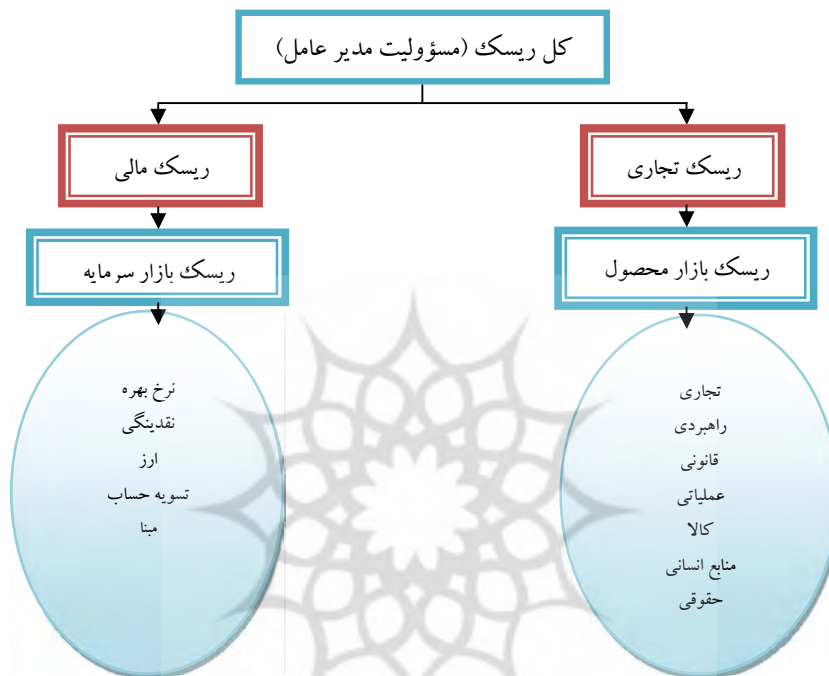 کل ریسک (مسؤولیت مدیر عامل)
ریسک تجاری
ریسک مالی
ریسک بازار محصول
ریسک بازار سرمایه
تجاری
راهبردی
قانونی
عملیاتی
کالا
منابع انسانی
حقوقی
نرخ بهره
نقدینگی
ارز
تسویه حساب
مبنا